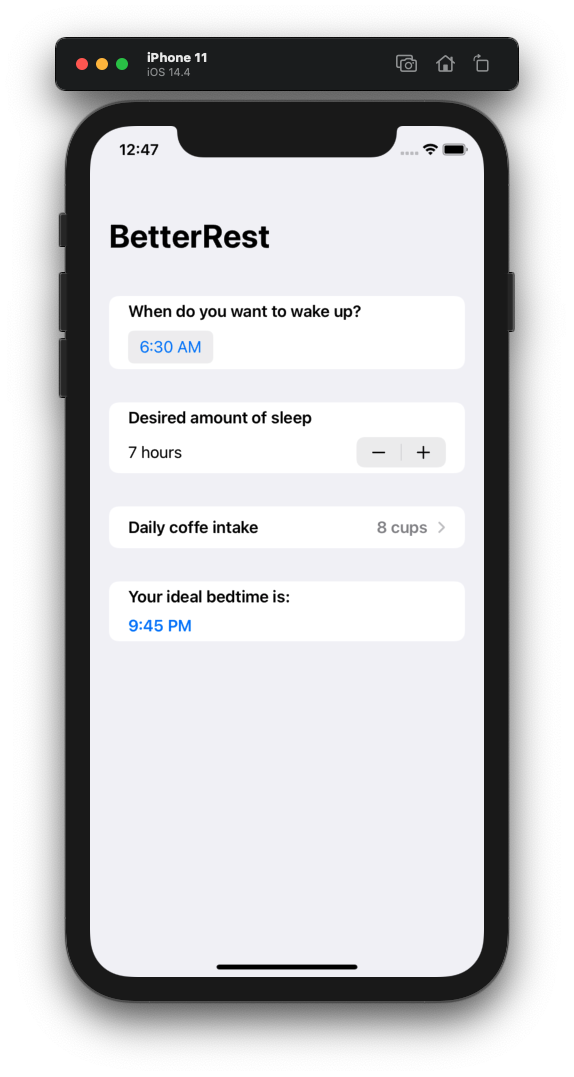 iPhone 11
iOS 14.4
12:47
BetterRest
When do you want to wake up?
6:30 AM
Desired amount of sleep
7 hours
Daily coffe intake 8 cups
Your ideal bedtime is:
9:45 PM